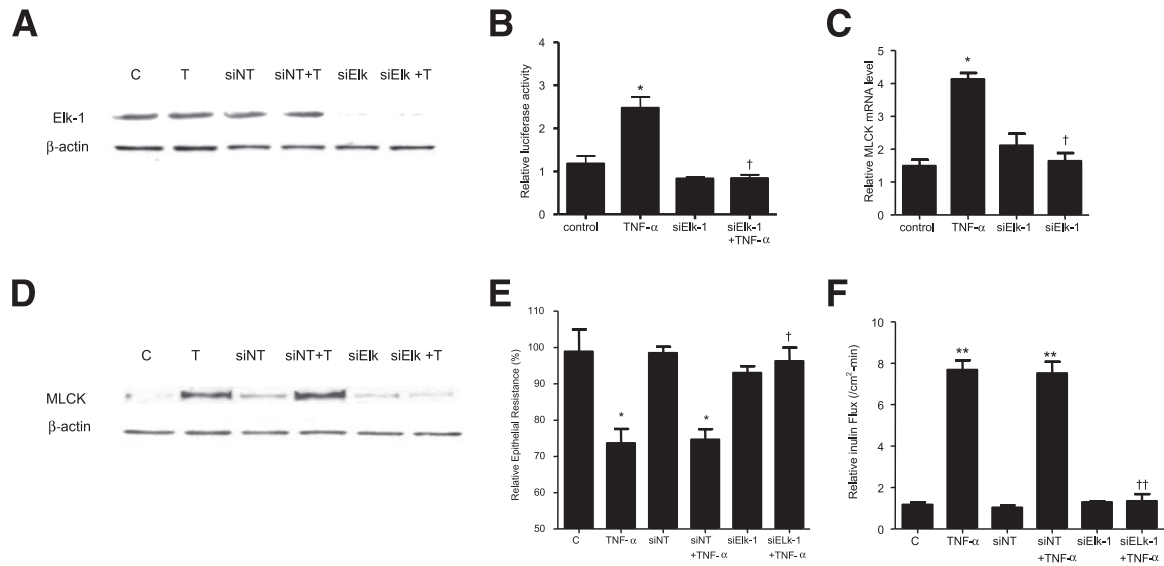 A
C T siNT siNT+T siElk siElk +T
Elk-1
β-actin
B
Relative luciferase activity
4
3
2
1
0
*
†
control TNF-α siElk-1 siElk-1
+TNF-α
C
Relative MLCK mRNA level
5
4
3
2
1
0
*
†
control TNF-α siElk-1 siElk-1
D
C T siNT siNT+T siElk siElk +T
MLCK
β-actin
E
Relative Epithelial Resistance (%)
110
100
90
80
70
60
50
*
*
†
C TNF-α siNT siNT siElk-1 siELk-1
+TNF-α +TNF-α
F
Relative inulin Flux (/cm²-min)
10
8
6
4
2
0
**
**
††
C TNF-α siNT siNT siElk-1 siELk-1
+TNF-α +TNF-α